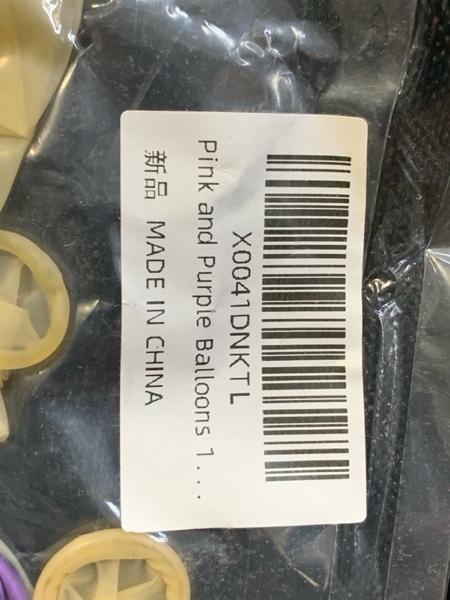 X0041DNKTL
Pink and Purple Balloons 1...
新品 MADE IN CHINA